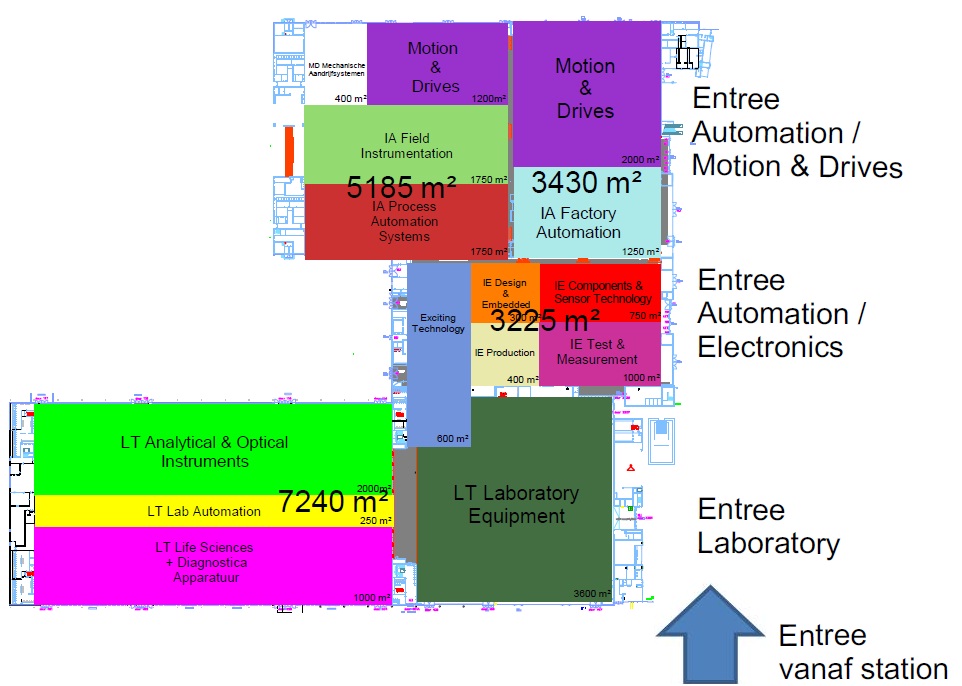 MD Mechanische
Aandrijfsystemen
400 m²
Motion
&
Drives
1200m²
Motion
&
Drives
2000 m²
Entree
Automation /
Motion & Drives
IA Field
Instrumentation
1750 m²
5185 m²
IA Process
Automation
Systems
1750 m²
3430 m²
IA Factory
Automation
1250 m²
Exciting
Technology
600 m²
IE Design
&
Embedded
300 m²
IE Components &
Sensor Technology
750 m²
3225 m²
IE Production
400 m²
IE Test &
Measurement
1000 m²
Entree
Automation /
Electronics
LT Analytical & Optical
Instruments
2000m²
7240 m²
LT Lab Automation
250 m²
LT Life Sciences
+ Diagnostica
Apparatuur
1000 m²
LT Laboratory
Equipment
3600 m²
Entree
Laboratory
Entree
vanaf station